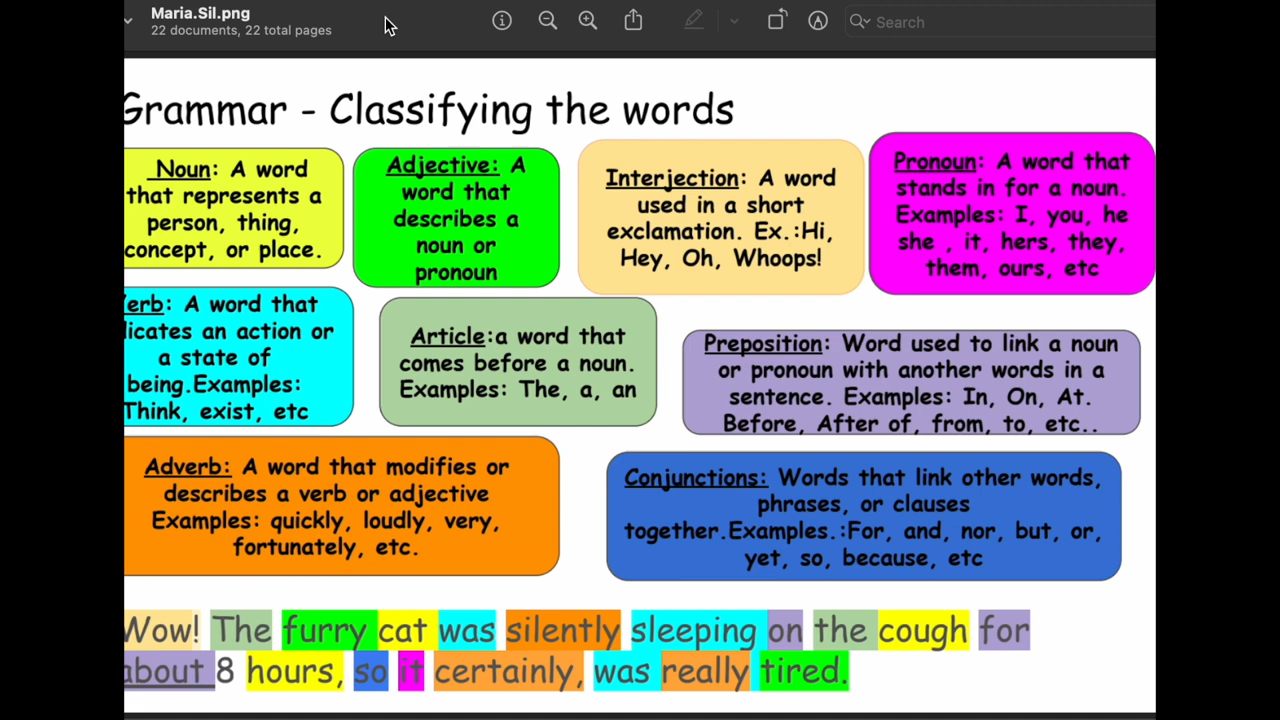 Maria.Sil.png
22 documents, 22 total pages
Search
Grammar - Classifying the words
Noun: A word
that represents a
person, thing,
concept, or place.
Adjective: A
word that
describes a
noun or
pronoun
Interjection: A word
used in a short
exclamation. Ex.:Hi,
Hey, Oh, Whoops!
Pronoun: A word that
stands in for a noun.
Examples: I, you, he
she , it, hers, they,
them, ours, etc
erb: A word that
licates an action or
a state of
being.Examples:
Think, exist, etc
Article:a word that
comes before a noun.
Examples: The, a, an
Preposition: Word used to link a noun
or pronoun with another words in a
sentence. Examples: In, On, At.
Before, After of, from, to, etc..
Adverb: A word that modifies or
describes a verb or adjective
Examples: quickly, loudly, very,
fortunately, etc.
Conjunctions: Words that link other words,
phrases, or clauses
together.Examples.:For, and, nor, but, or,
yet, so, because, etc
Wow! The furry cat was silently sleeping on the cough for
about 8 hours, so it certainly, was really tired.